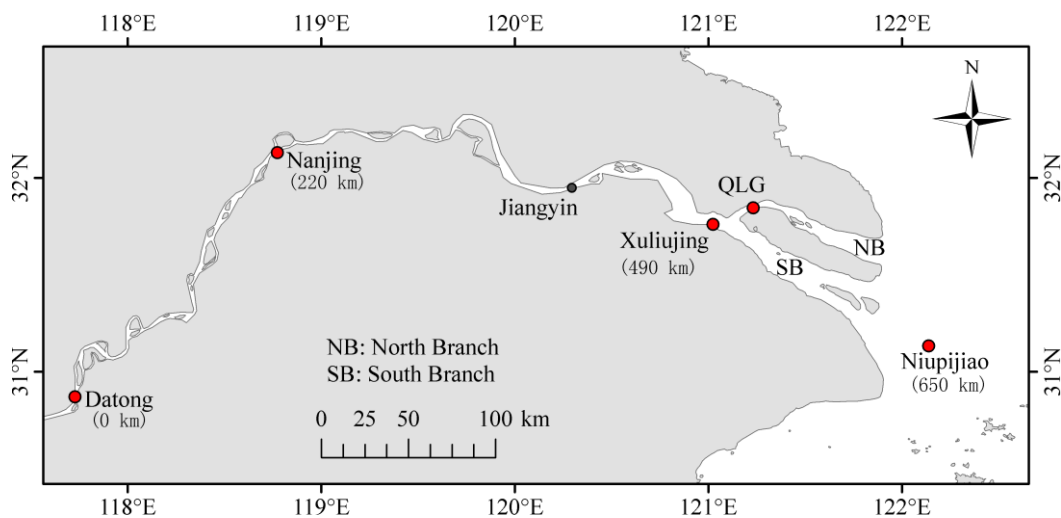 118°E 119°E 120°E 121°E 122°E
N
32°N 32°N
Nanjing
(220 km)
QLG
Jiangyin
Xuliujing
(490 km)
NB
SB
NB: North Branch
SB: South Branch
Niupijiao
(650 km)
31°N 31°N
Datong
(0 km)
0 25 50 100 km
118°E 119°E 120°E 121°E 122°E